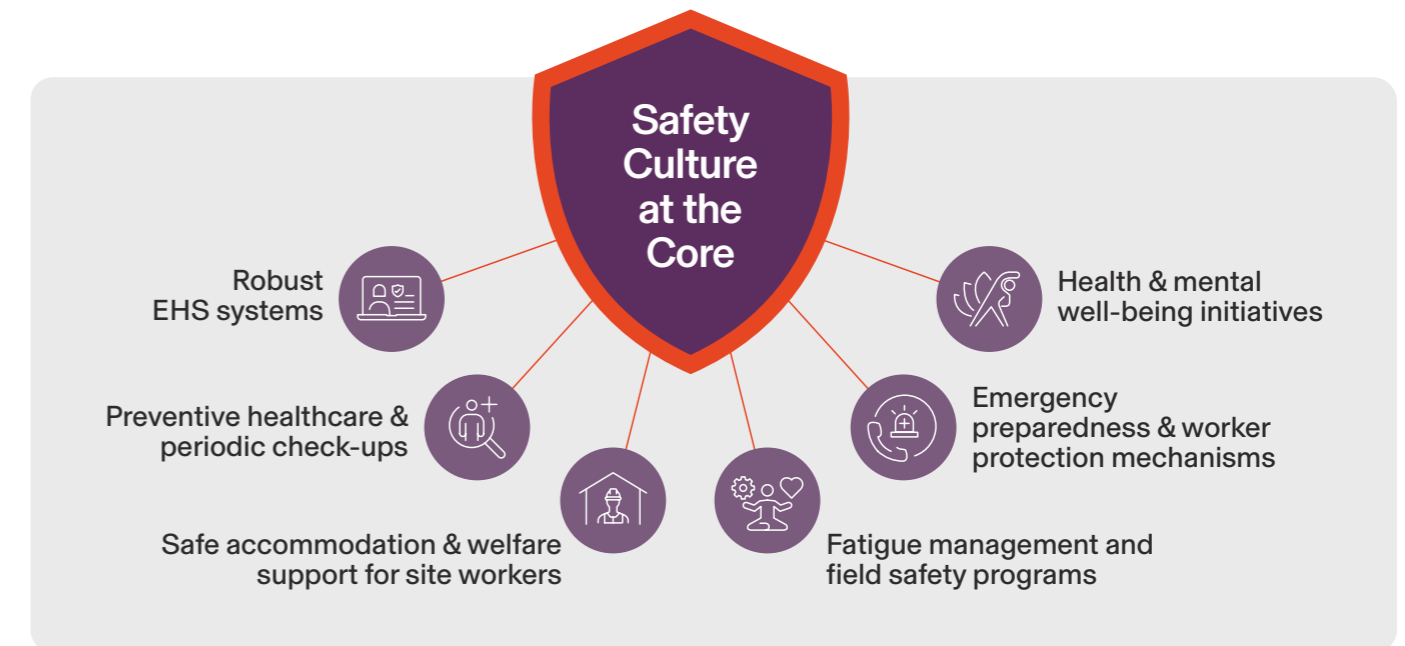 Safety
Culture
at the
Core
Robust
EHS systems
Preventive healthcare &
periodic check-ups
Safe accommodation & welfare
support for site workers
Fatigue management and
field safety programs
Emergency
preparedness & worker
protection mechanisms
Health & mental
well-being initiatives